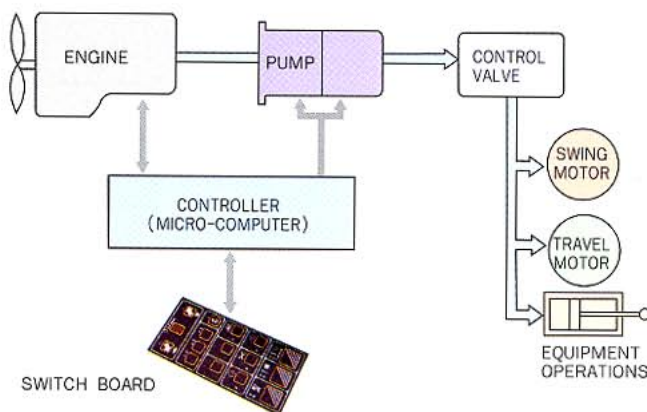 ENGINE
PUMP
CONTROL
VALVE
SWING
MOTOR
CONTROLLER
(MICRO-COMPUTER)
TRAVEL
MOTOR
EQUIPMENT
OPERATIONS
SWITCH BOARD